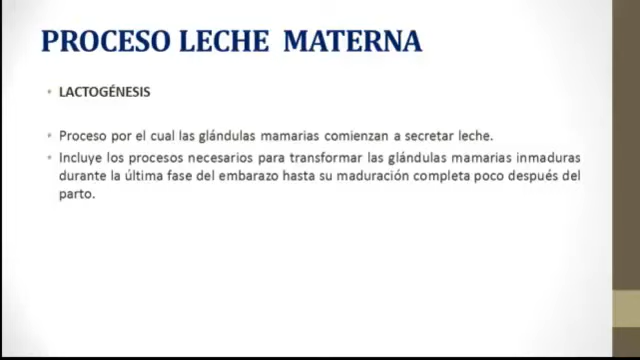 PROCESO LECHE MATERNA
• LACTOGÉNESIS
• Proceso por el cual las glándulas mamarias comienzan a secretar leche.
• Incluye los procesos necesarios para transformar las glándulas mamarias inmaduras
durante la última fase del embarazo hasta su maduración completa poco después del
parto.